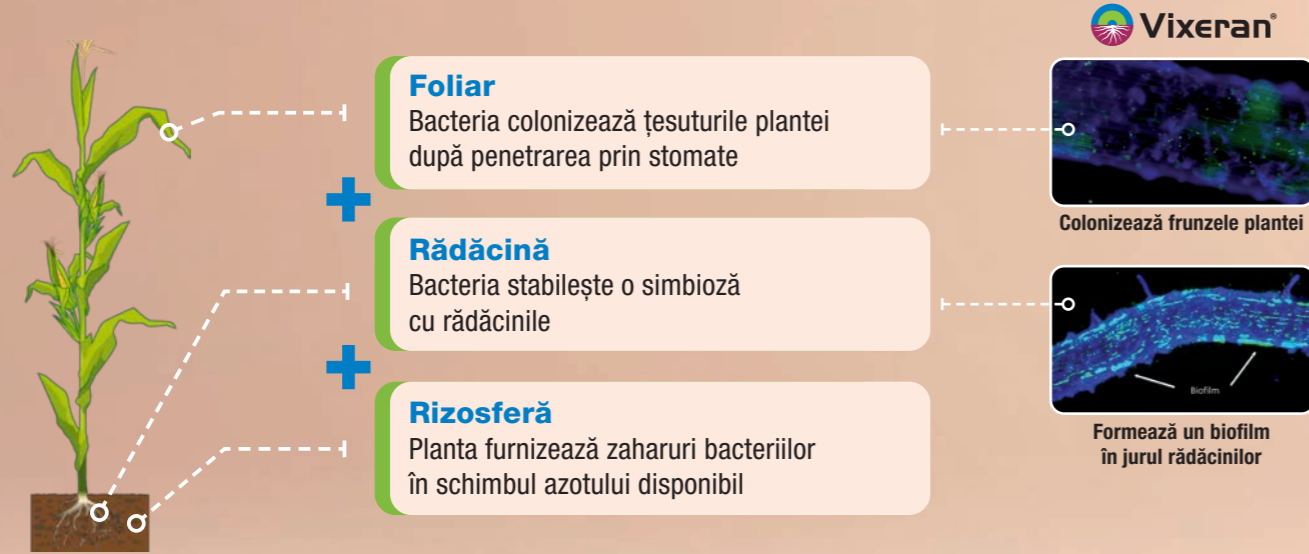 Vixeran®
Foliar
Bacteria colonizează țesuturile plantei
după penetrarea prin stomate
Colonizează frunzele plantei
Rădăcină
Bacteria stabilește o simbioză
cu rădăcinile
Biofilm
Formează un biofilm
în jurul rădăcinilor
Rizosferă
Planta furnizează zaharuri bacteriilor
în schimbul azotului disponibil